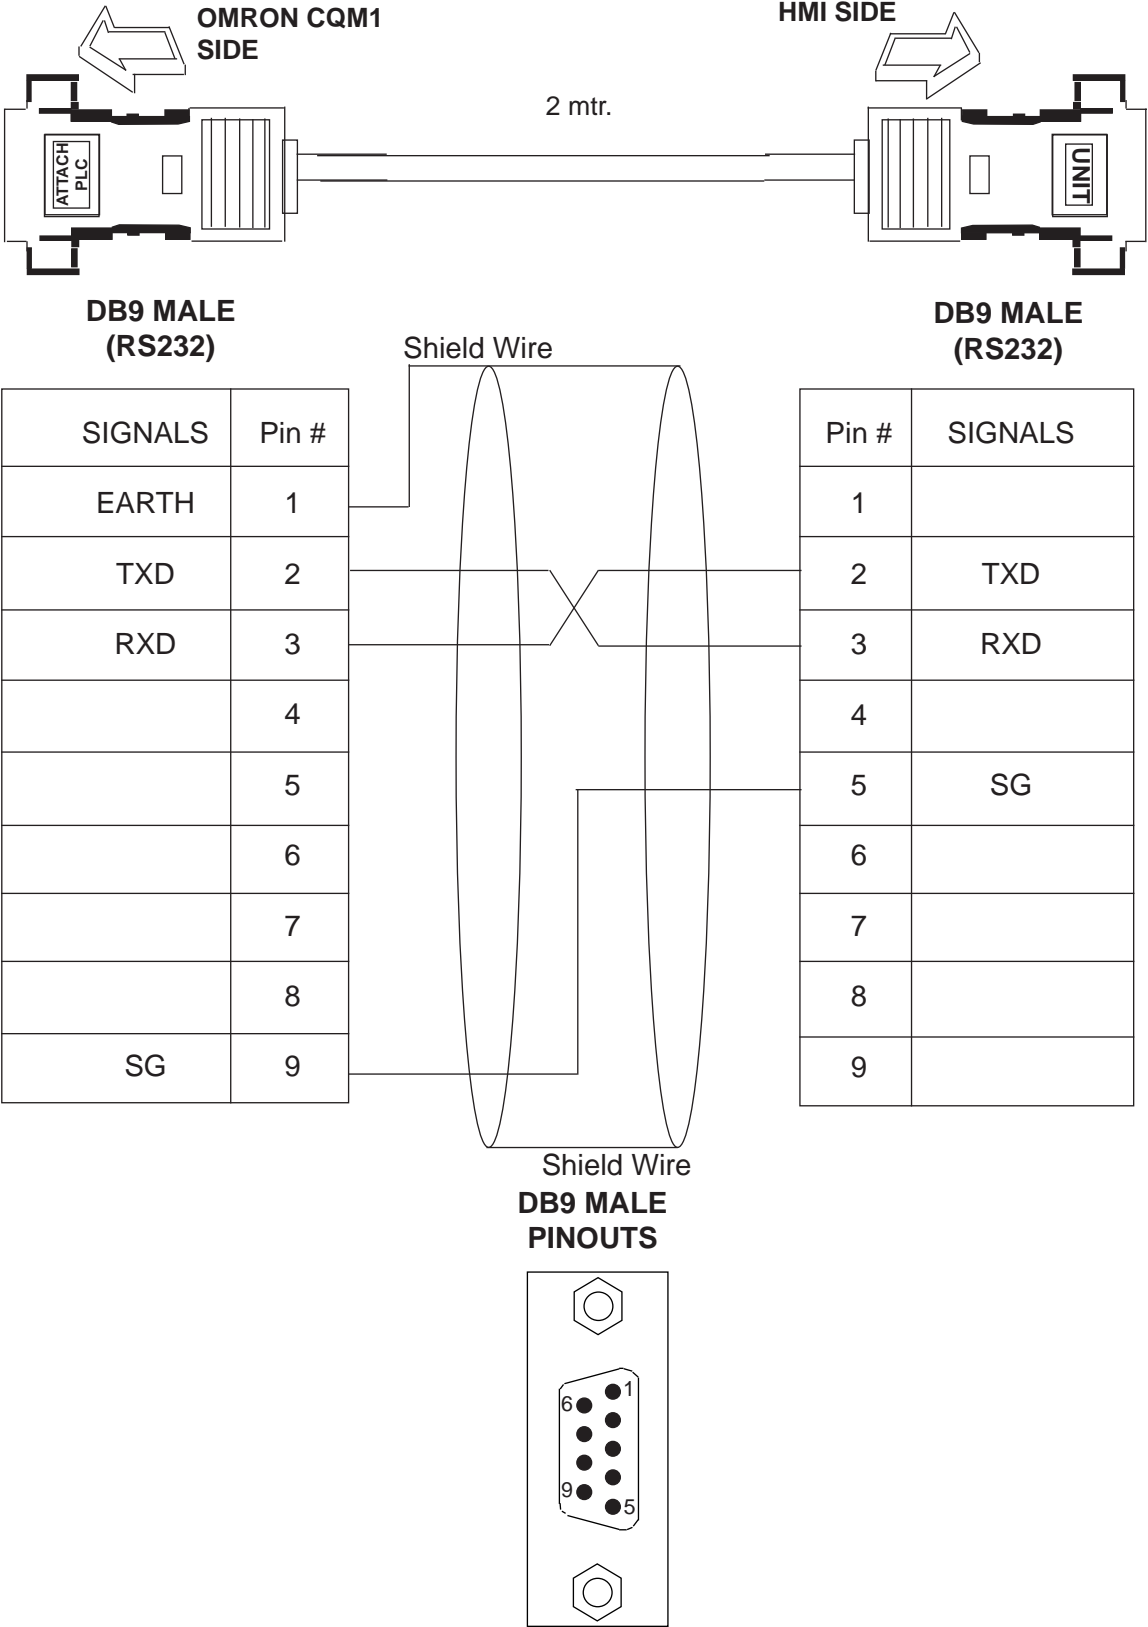 OMRON CQM1
SIDE
HMI SIDE
2 mtr.
ATTACH
PLC
UNIT
DB9 MALE
(RS232)
DB9 MALE
(RS232)
Shield Wire
SIGNALS Pin #
EARTH 1
TXD 2
RXD 3
4
5
6
7
8
SG 9
Pin # SIGNALS
1
2 TXD
3 RXD
4
5 SG
6
7
8
9
Shield Wire
DB9 MALE
PINOUTS
1
6
9
5